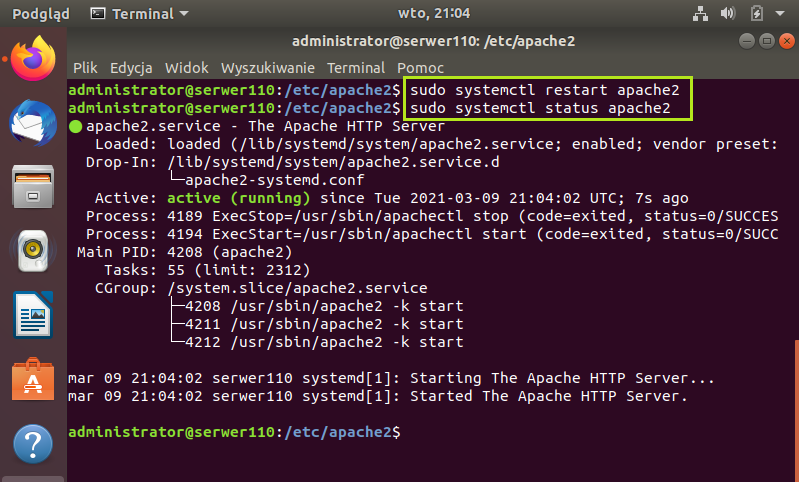 Podgląd Terminal wto, 21:04
administrator@serwer110: /etc/apache2
Plik Edycja Widok Wyszukiwanie Terminal Pomoc
administrator@serwer110:/etc/apache2$ sudo systemctl restart apache2
administrator@serwer110:/etc/apache2$ sudo systemctl status apache2
● apache2.service - The Apache HTTP Server
Loaded: loaded (/lib/systemd/system/apache2.service; enabled; vendor preset:
Drop-In: /lib/systemd/system/apache2.service.d
└─apache2-systemd.conf
Active: active (running) since Tue 2021-03-09 21:04:02 UTC; 7s ago
Process: 4189 ExecStop=/usr/sbin/apachectl stop (code=exited, status=0/SUCCES
Process: 4194 ExecStart=/usr/sbin/apachectl start (code=exited, status=0/SUCC
Main PID: 4208 (apache2)
Tasks: 55 (limit: 2312)
CGroup: /system.slice/apache2.service
├─4208 /usr/sbin/apache2 -k start
├─4211 /usr/sbin/apache2 -k start
└─4212 /usr/sbin/apache2 -k start
mar 09 21:04:02 serwer110 systemd[1]: Starting The Apache HTTP Server...
mar 09 21:04:02 serwer110 systemd[1]: Started The Apache HTTP Server.
administrator@serwer110:/etc/apache2$